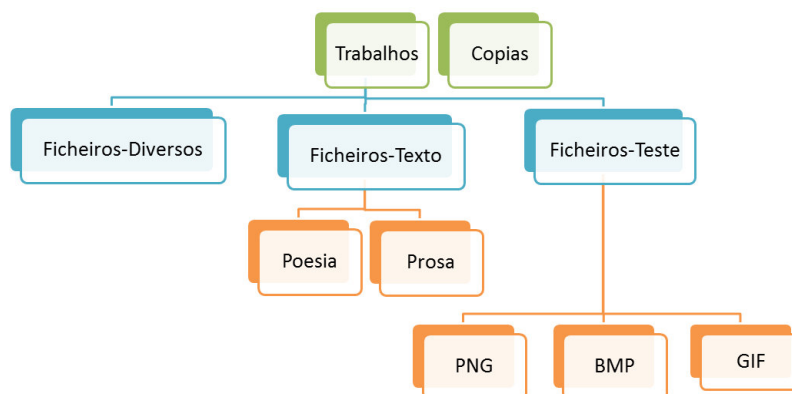 Trabalhos
Copias
Ficheiros-Diversos
Ficheiros-Texto
Ficheiros-Teste
Poesia
Prosa
PNG
BMP
GIF